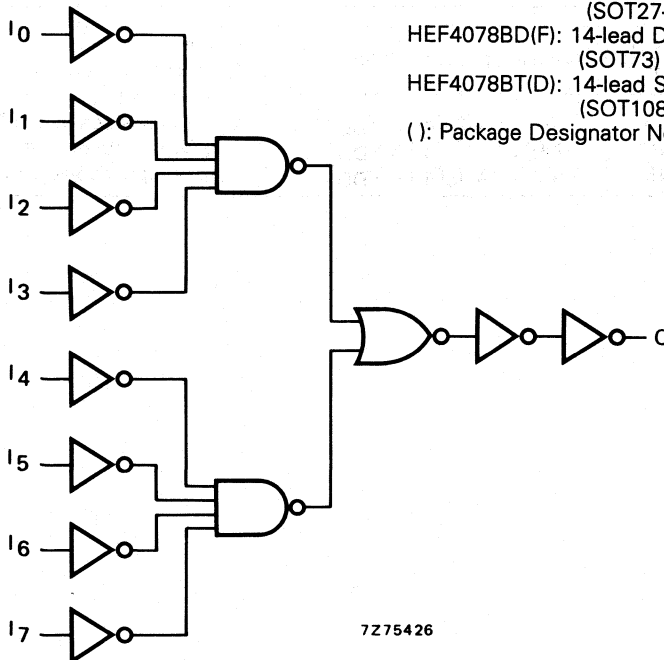 (SOT27-
HEF4078BD(F): 14-lead D
(SOT73)
HEF4078BT(D): 14-lead S
(SOT108
( ): Package Designator N
I0
I1
I2
I3
I4
I5
I6
I7
7Z75426